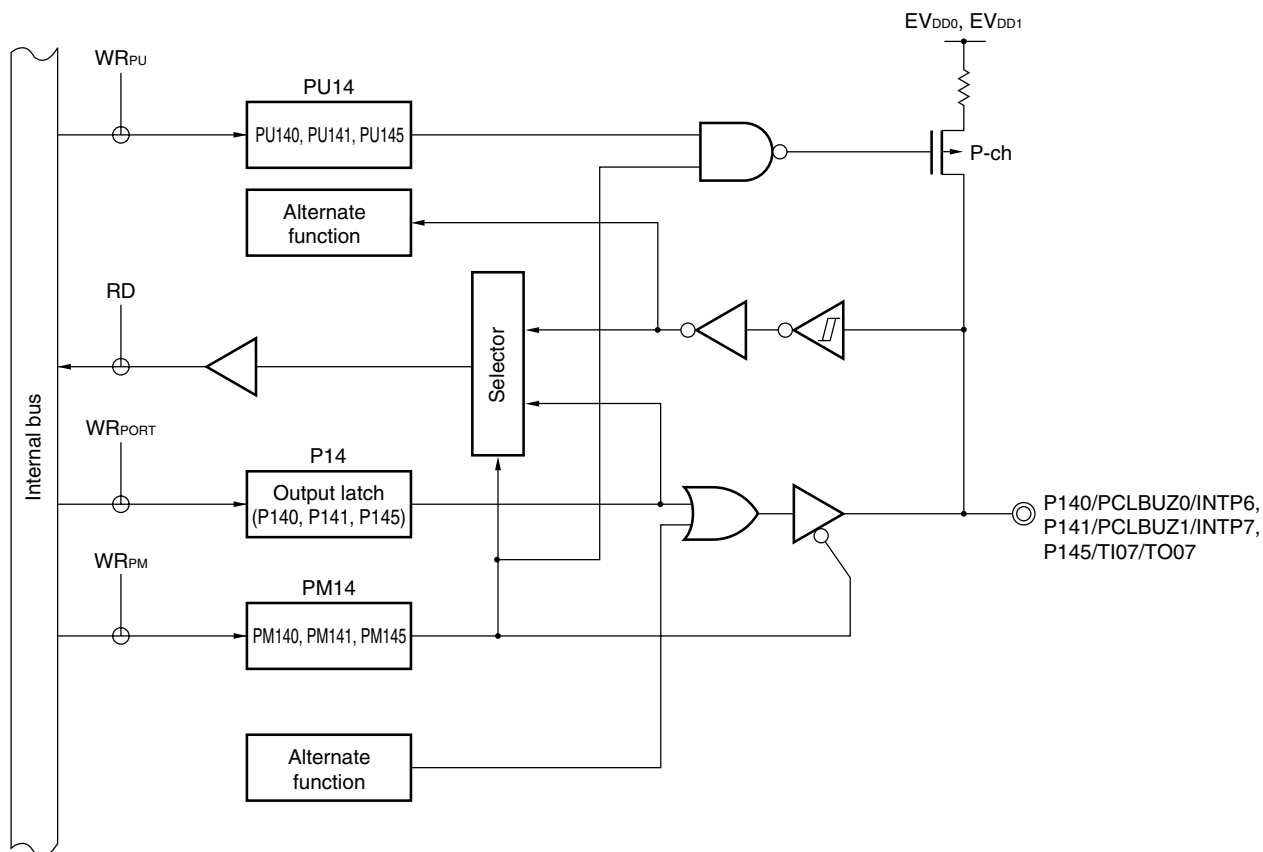 EVDD0, EVDD1
WRPU
PU14
PU140, PU141, PU145
P-ch
Alternate
function
RD
Selector
Internal bus
WRPORT
P14
Output latch
(P140, P141, P145)
P140/PCLBUZ0/INTP6,
P141/PCLBUZ1/INTP7,
P145/TI07/TO07
WRPM
PM14
PM140, PM141, PM145
Alternate
function